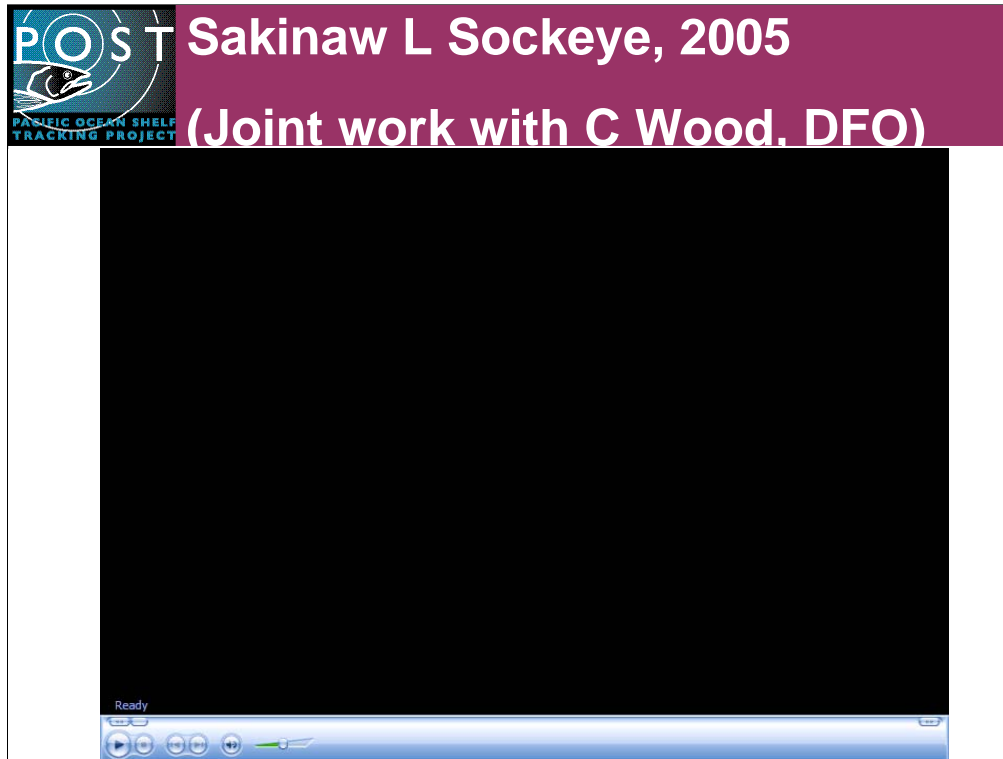 POST
PACIFIC OCEAN SHELF
TRACKING PROJECT
Sakinaw L Sockeye, 2005
(Joint work with C Wood, DFO)
Ready